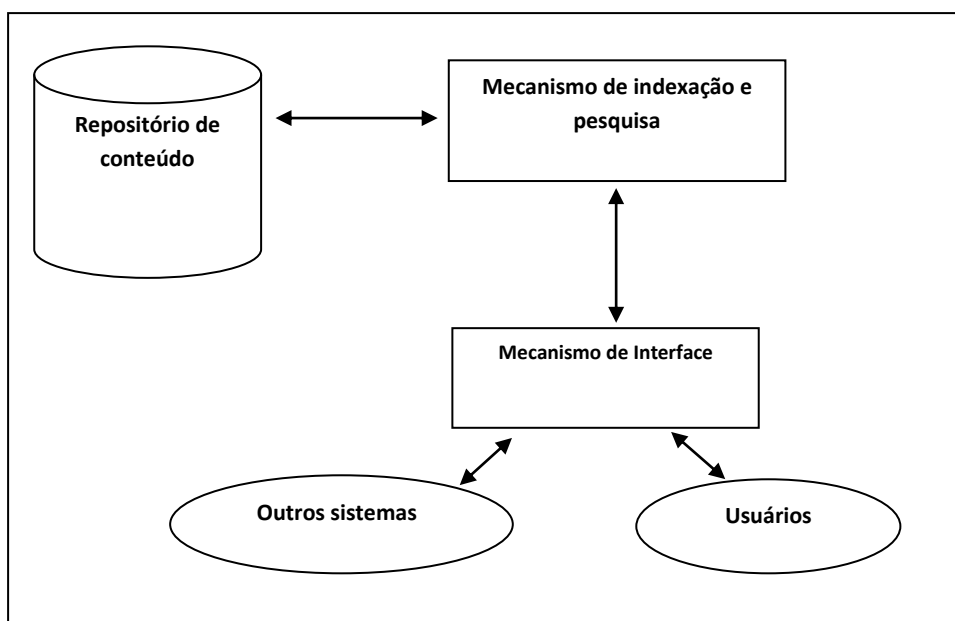 Repositório de
conteúdo
Mecanismo de indexação e
pesquisa
Mecanismo de Interface
Outros sistemas
Usuários